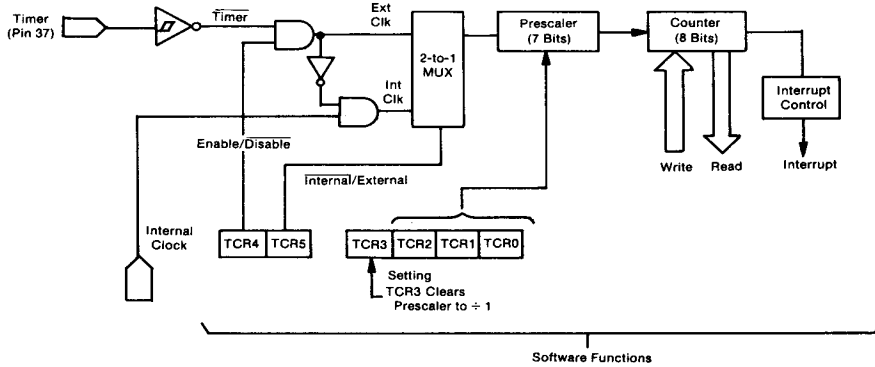 Timer
(Pin 37)
Timer
Ext
Clk
2-to-1
MUX
Prescaler
(7 Bits)
Counter
(8 Bits)
Int
Clk
Interrupt
Control
Enable/Disable
Write
Read
Interrupt
Internal/External
Internal
Clock
TCR4
TCR5
TCR3
TCR2
TCR1
TCR0
Setting
TCR3 Clears
Prescaler to ÷ 1
Software Functions